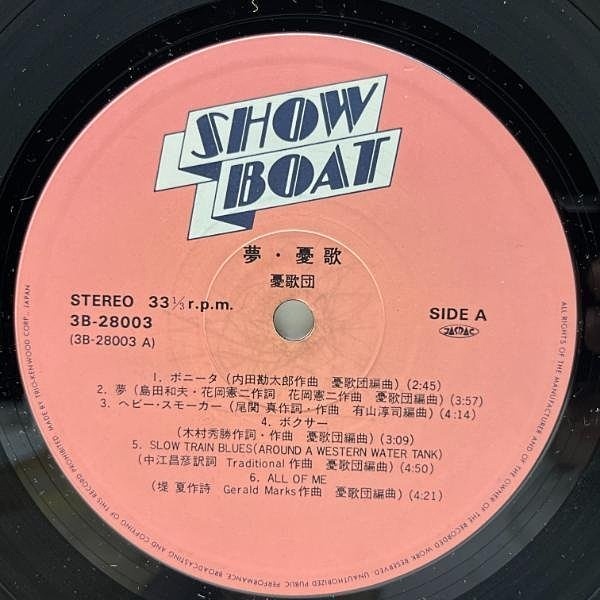 SHOW
BOAT
夢・憂歌
憂歌団
STEREO 33⅓ r.p.m.
3B-28003
(3B-28003 A)
SIDE A
JASRAC
1. ボニータ (内田勘太郎作曲 憂歌団編曲) (2:45)
2. 夢 (島田和夫・花岡憲二作詞 花岡憲二作曲 憂歌団編曲) (3:57)
3. ヘビー・スモーカー (尾関 真作詞・作曲 有山淳司編曲) (4:14)
4. ボクサー
(木村秀勝作詞・作曲 憂歌団編曲) (3:09)
5. SLOW TRAIN BLUES (AROUND A WESTERN WATER TANK)
(中江昌彦訳詞 Traditional 作曲 憂歌団編曲) (4:50)
6. ALL OF ME
(堤 夏作詩 Gerald Marks 作曲 憂歌団編曲) (4:21)
ALL RIGHTS OF THE MANUFACTURER AND OF THE OWNER OF THE RECORDED WORK RESERVED. UNAUTHORIZED PUBLIC PERFORMANCE, BROADCASTING AND COPYING OF THIS RECORD PROHIBITED. MADE BY TRIO-KENWOOD CORP., JAPAN